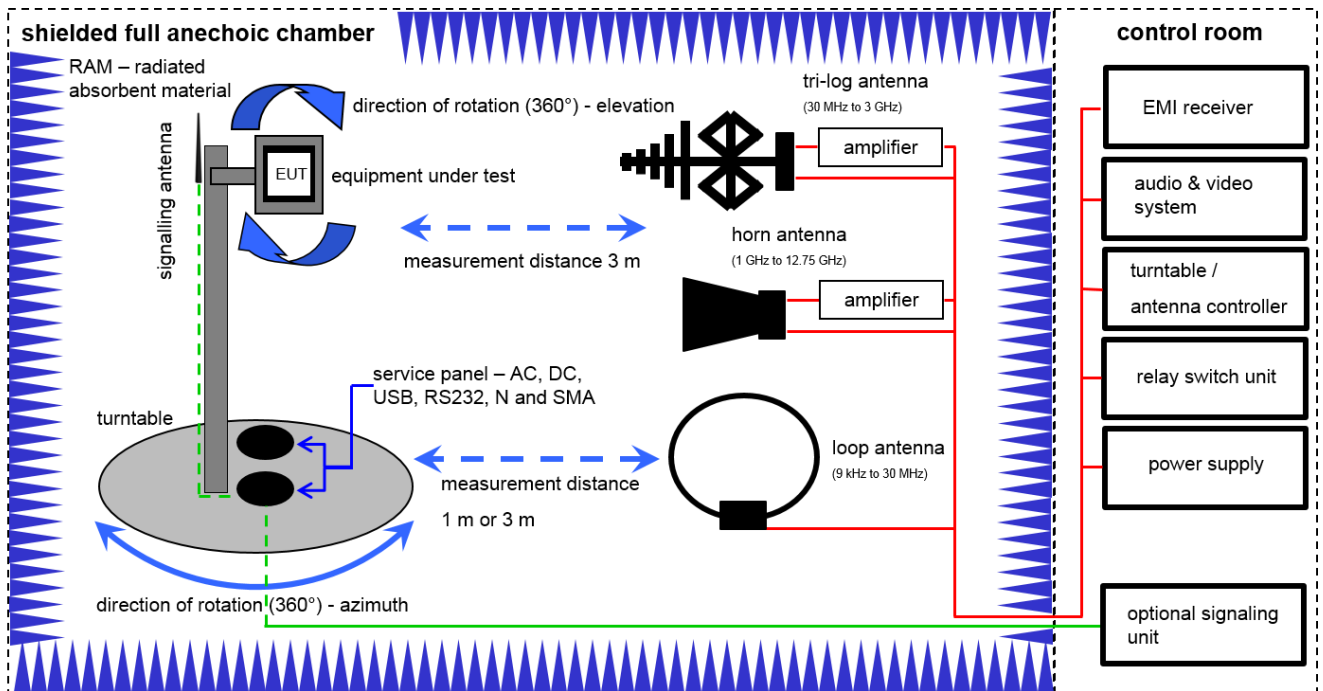 shielded full anechoic chamber
RAM – radiated
absorbent material
signalling antenna
direction of rotation (360°) - elevation
EUT
equipment under test
measurement distance 3 m
tri-log antenna
(30 MHz to 3 GHz)
amplifier
horn antenna
(1 GHz to 12.75 GHz)
amplifier
service panel – AC, DC,
USB, RS232, N and SMA
turntable
measurement distance
1 m or 3 m
loop antenna
(9 kHz to 30 MHz)
direction of rotation (360°) - azimuth
control room
EMI receiver
audio & video
system
turntable /
antenna controller
relay switch unit
power supply
optional signaling
unit